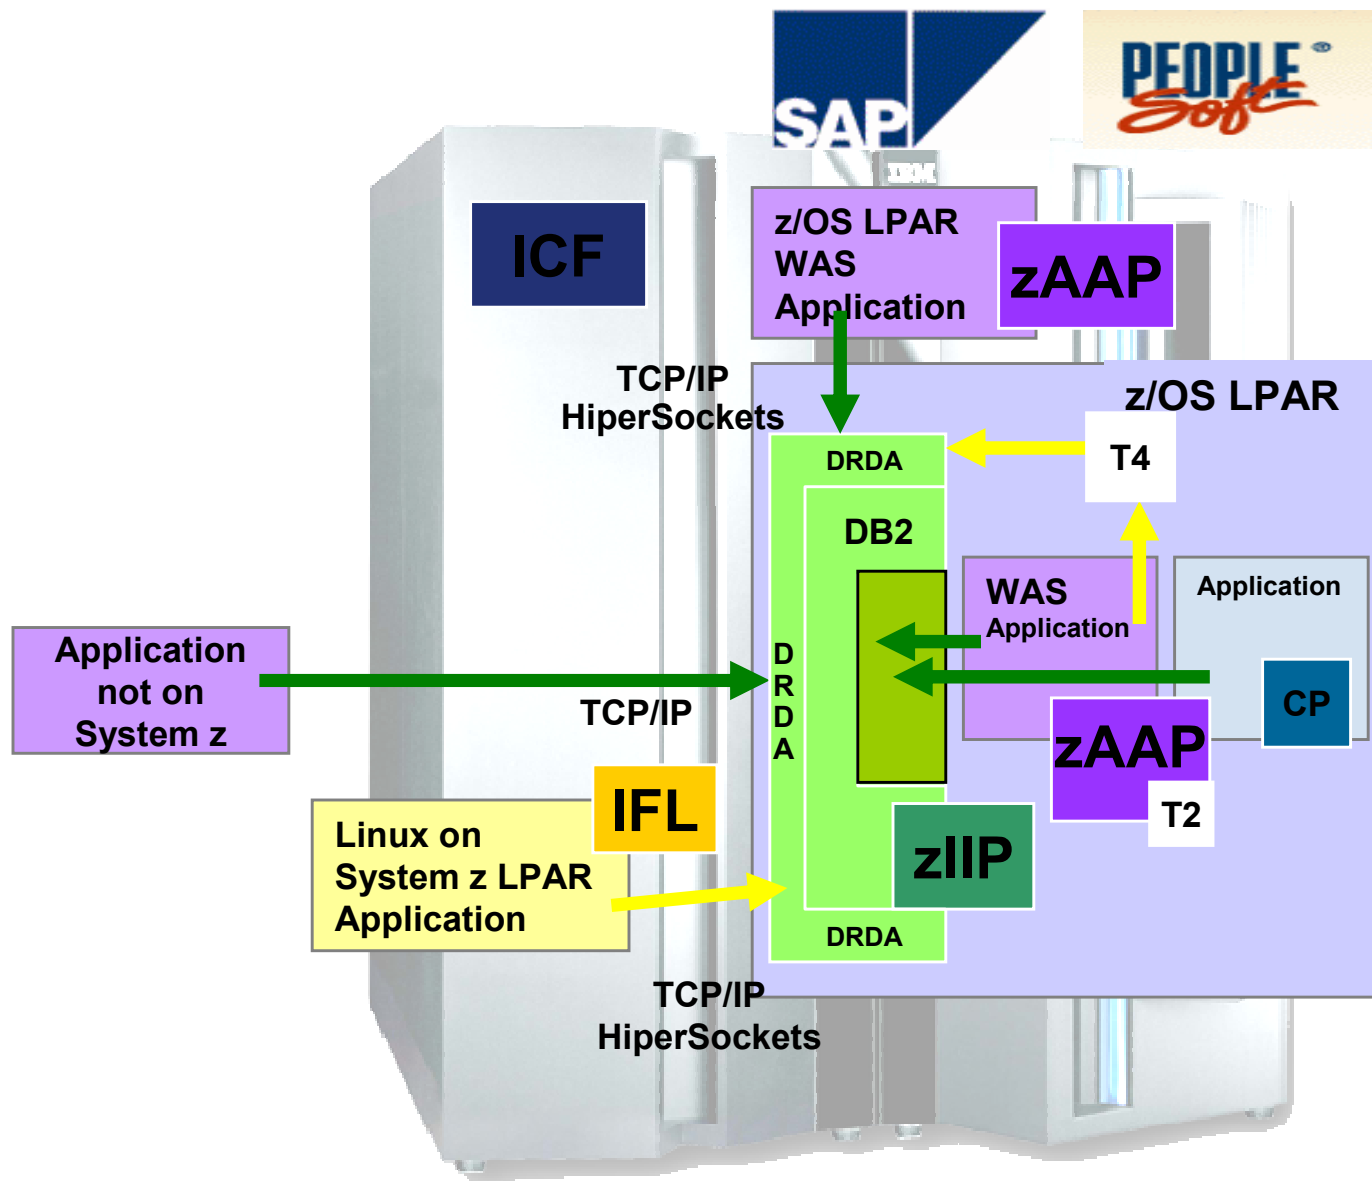 SAP
PEOPLE ®
Soft
IBM
ICF
z/OS LPAR
WAS
Application
zAAP
TCP/IP
HiperSockets
z/OS LPAR
DRDA
T4
DB2
WAS
Application
Application
Application
not on
System z
TCP/IP
D
R
D
A
CP
zAAP
T2
IFL
Linux on
System z LPAR
Application
zIIP
DRDA
TCP/IP
HiperSockets